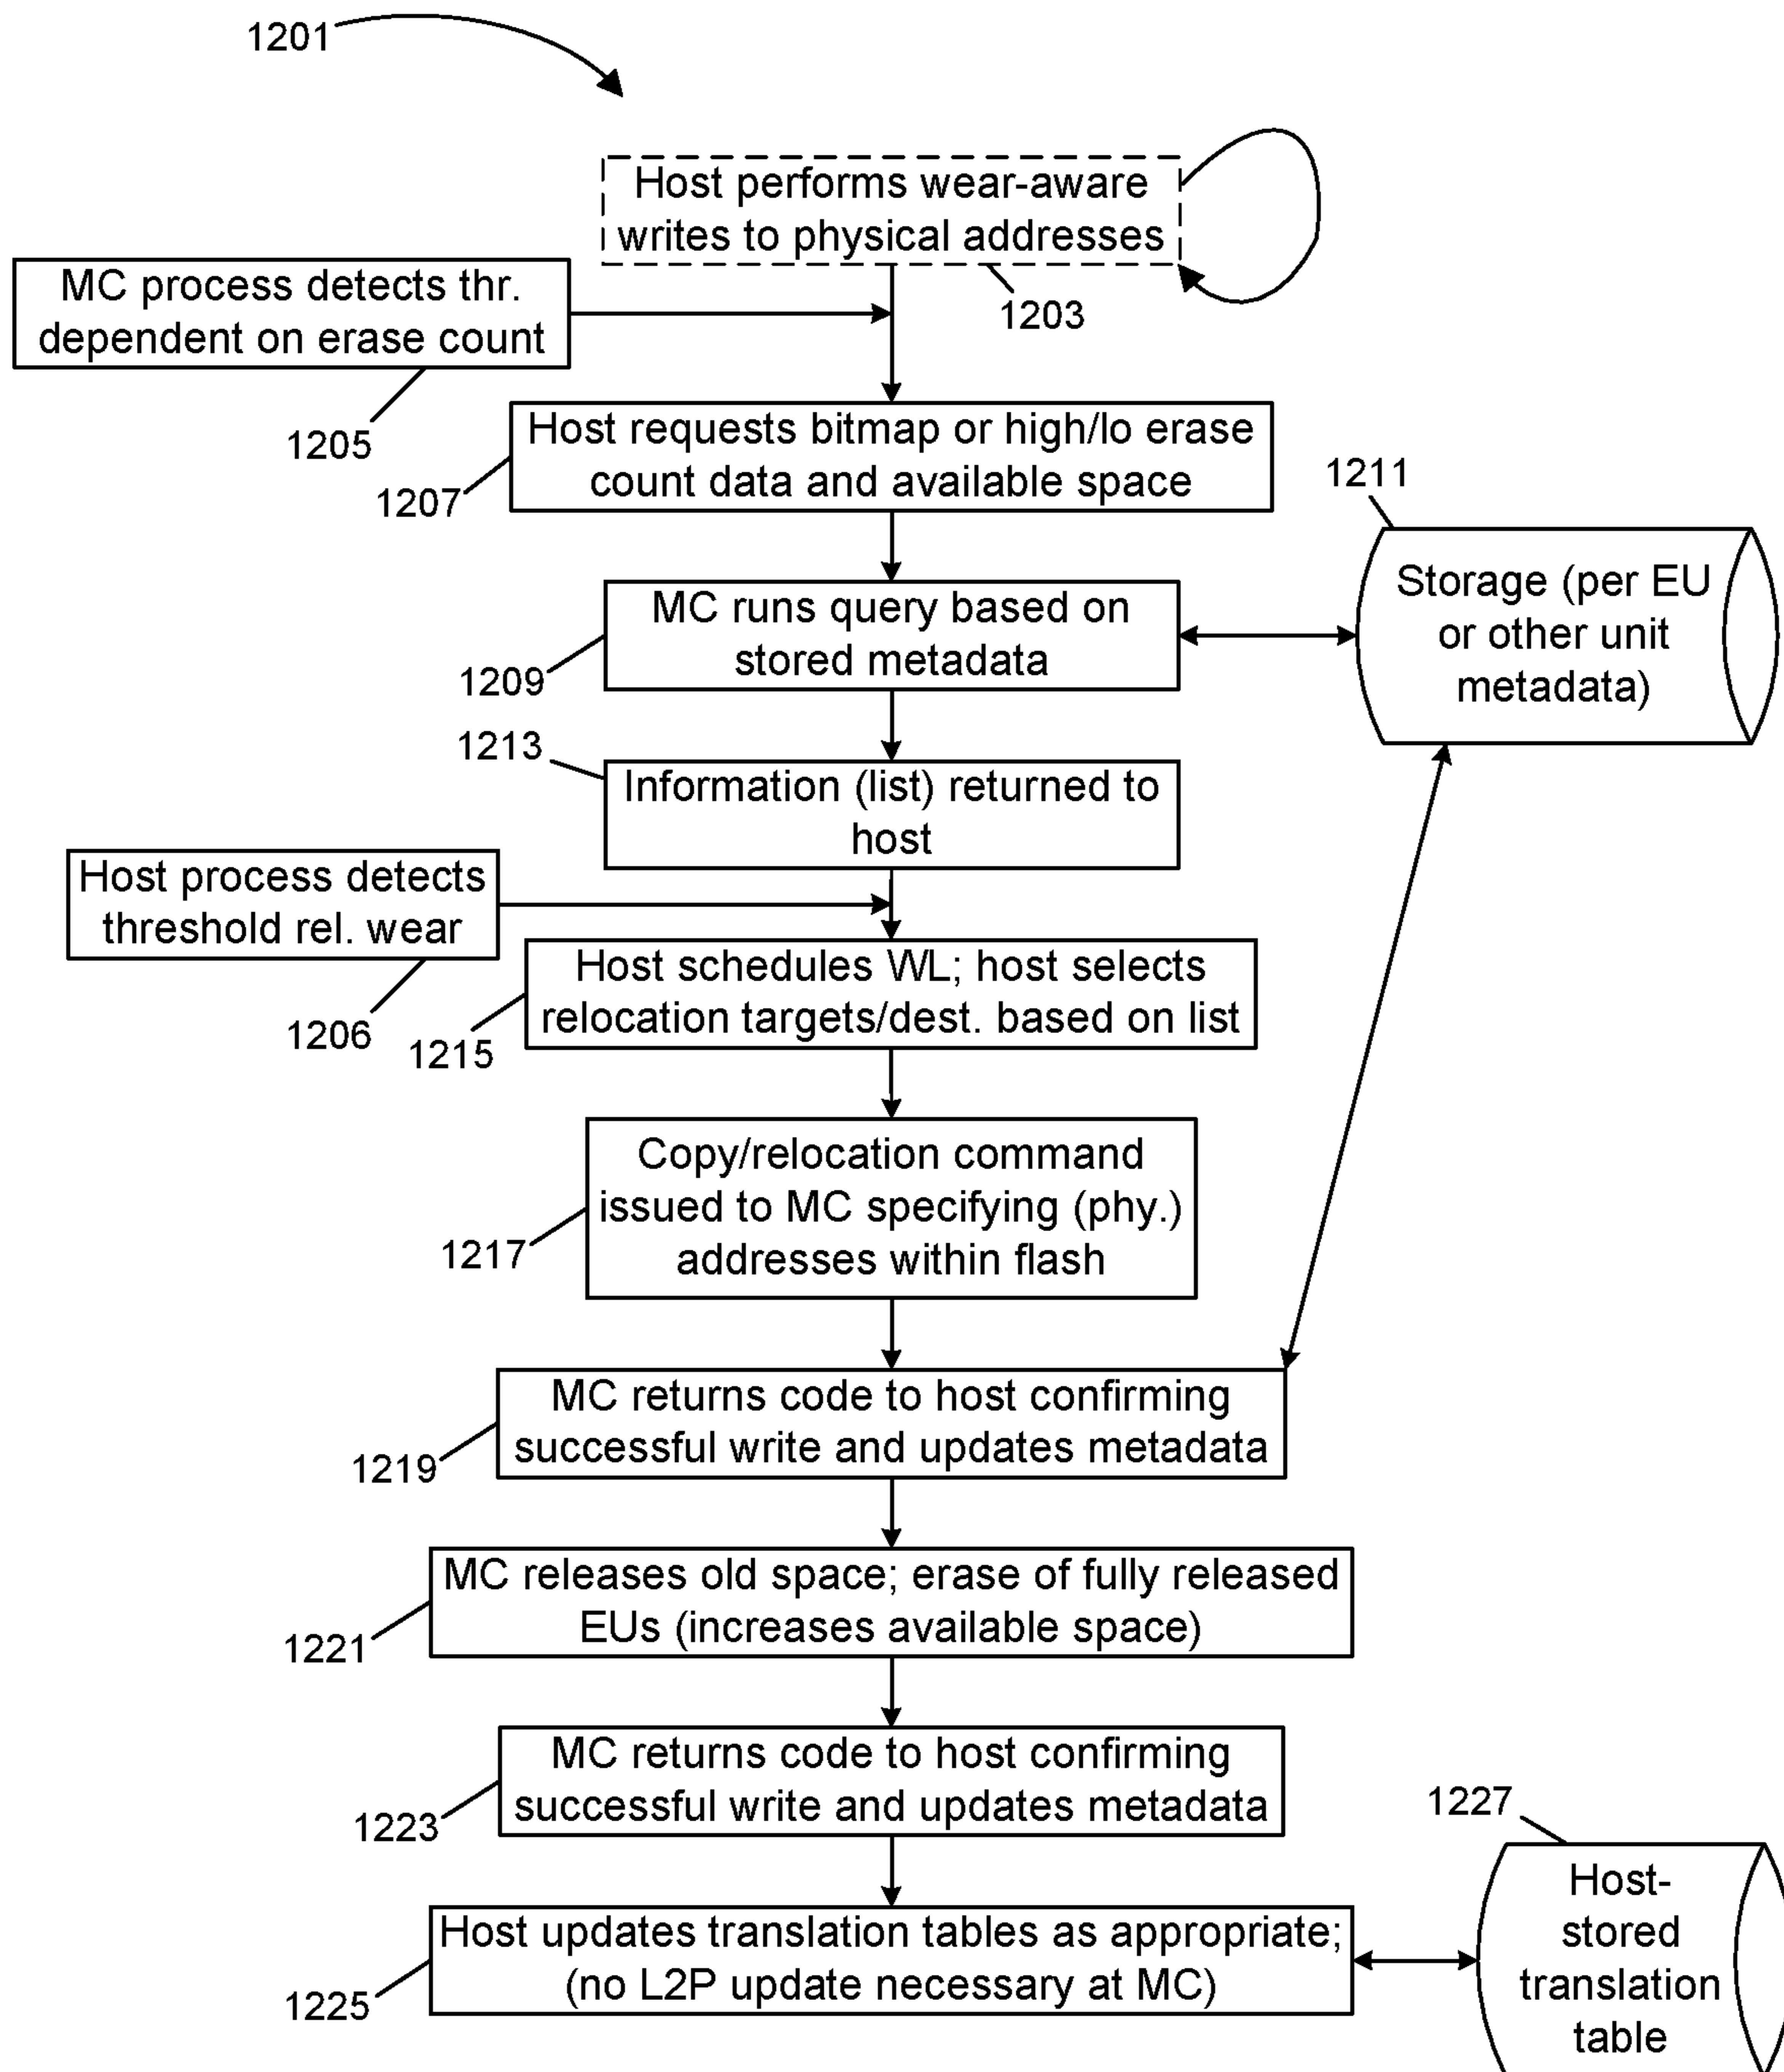 1201
Host performs wear-aware
writes to physical addresses
1203
MC process detects thr.
dependent on erase count
1205
Host requests bitmap or high/lo erase
count data and available space
1207
1211
Storage (per EU
or other unit
metadata)
MC runs query based on
stored metadata
1209
1213
Information (list) returned to
host
Host process detects
threshold rel. wear
1206
Host schedules WL; host selects
relocation targets/dest. based on list
1215
Copy/relocation command
issued to MC specifying (phy.)
addresses within flash
1217
MC returns code to host confirming
successful write and updates metadata
1219
MC releases old space; erase of fully released
EUs (increases available space)
1221
MC returns code to host confirming
successful write and updates metadata
1223
1227
Host-
stored
translation
table
Host updates translation tables as appropriate;
(no L2P update necessary at MC)
1225